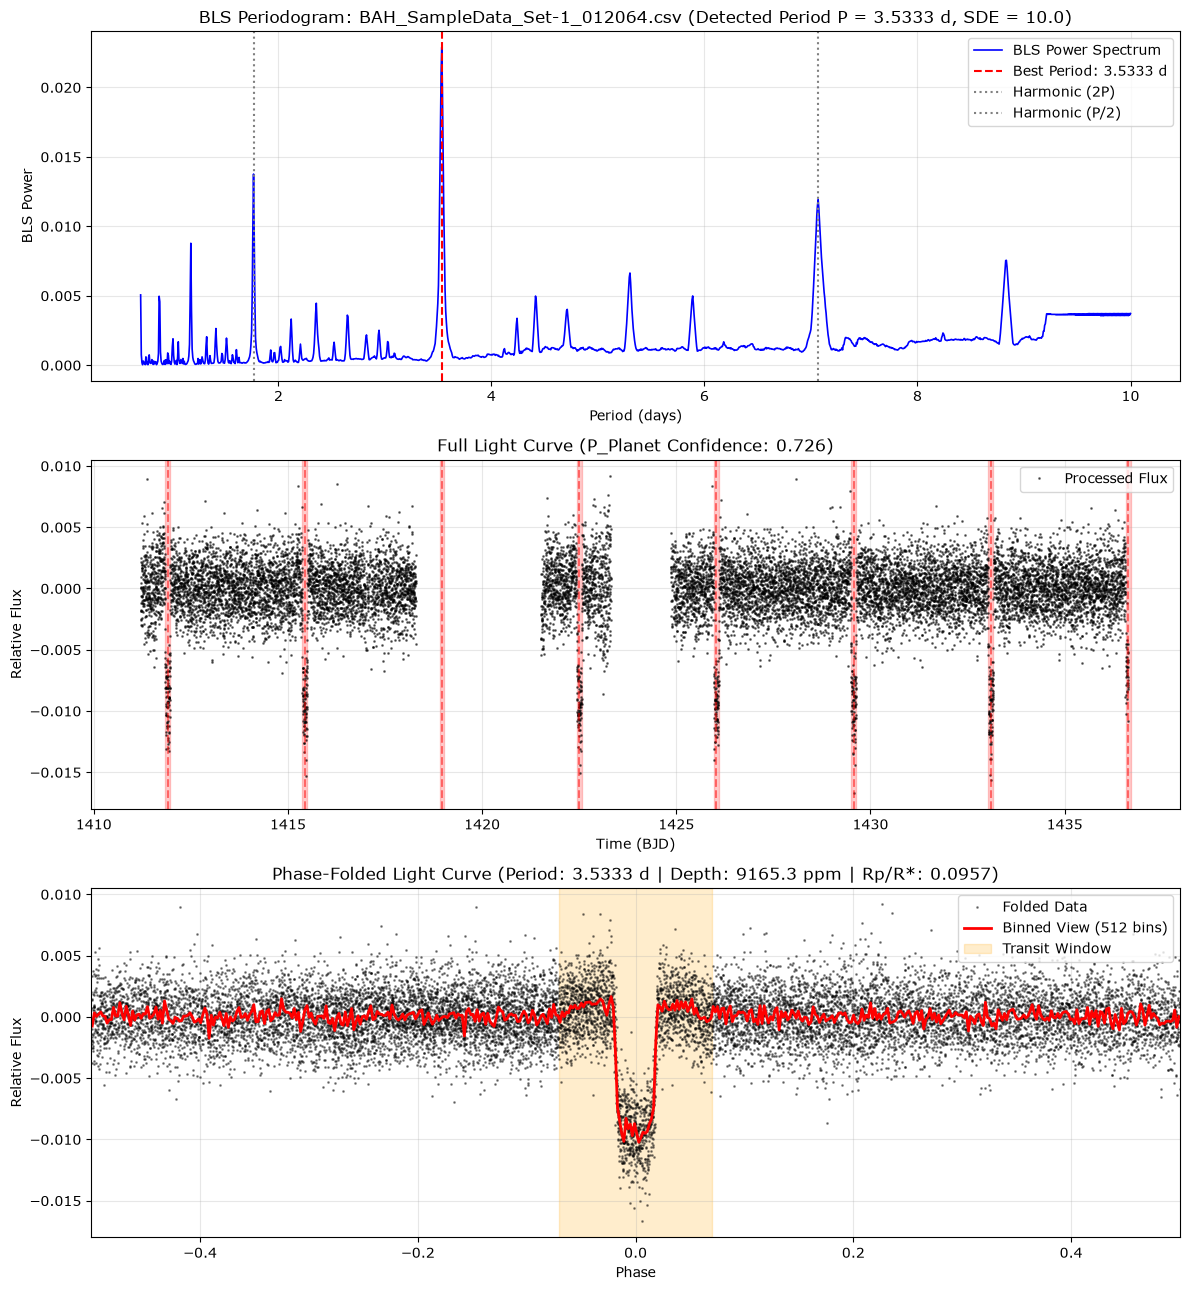 BLS Periodogram: BAH_SampleData_Set-1_012064.csv (Detected Period P = 3.5333 d, SDE = 10.0)
BLS Power Spectrum
Best Period: 3.5333 d
Harmonic (2P)
Harmonic (P/2)
0.020
0.015
0.010
0.005
0.000
BLS Power
2
4
6
8
10
Period (days)
Full Light Curve (P_Planet Confidence: 0.726)
Processed Flux
0.010
0.005
0.000
−0.005
−0.010
−0.015
Relative Flux
1410
1415
1420
1425
1430
1435
Time (BJD)
Phase-Folded Light Curve (Period: 3.5333 d | Depth: 9165.3 ppm | Rp/R*: 0.0957)
Folded Data
Binned View (512 bins)
Transit Window
0.010
0.005
0.000
−0.005
−0.010
−0.015
Relative Flux
−0.4
−0.2
0.0
0.2
0.4
Phase